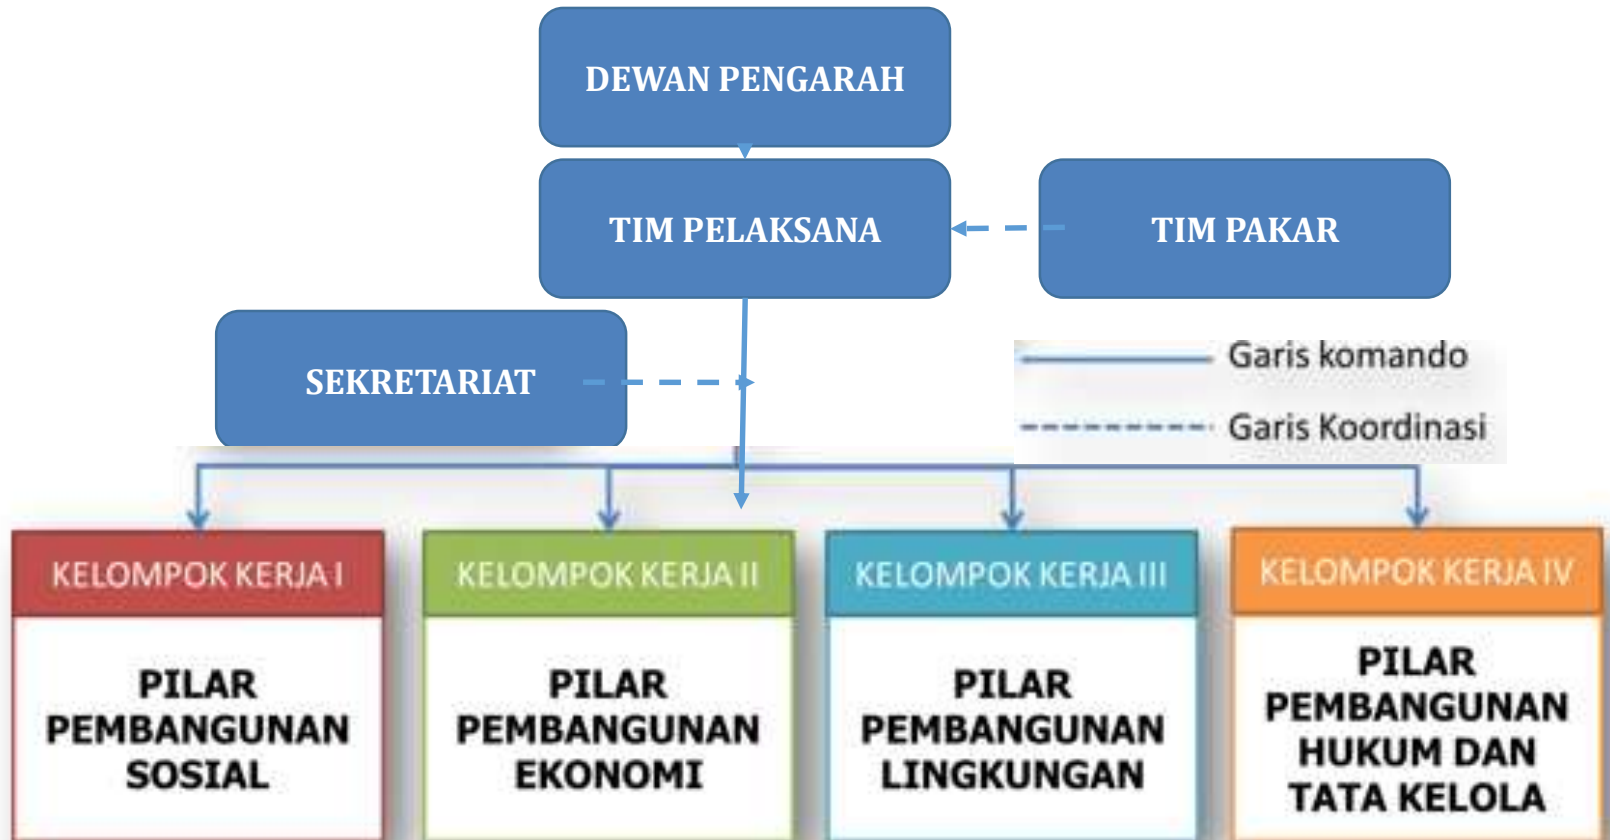 DEWAN PENGARAH
TIM PELAKSANA
TIM PAKAR
SEKRETARIAT
Garis komando
Garis Koordinasi
KELOMPOK KERJA I
PILAR
PEMBANGUNAN
SOSIAL
KELOMPOK KERJA II
PILAR
PEMBANGUNAN
EKONOMI
KELOMPOK KERJA III
PILAR
PEMBANGUNAN
LINGKUNGAN
KELOMPOK KERJA IV
PILAR
PEMBANGUNAN
HUKUM DAN
TATA KELOLA